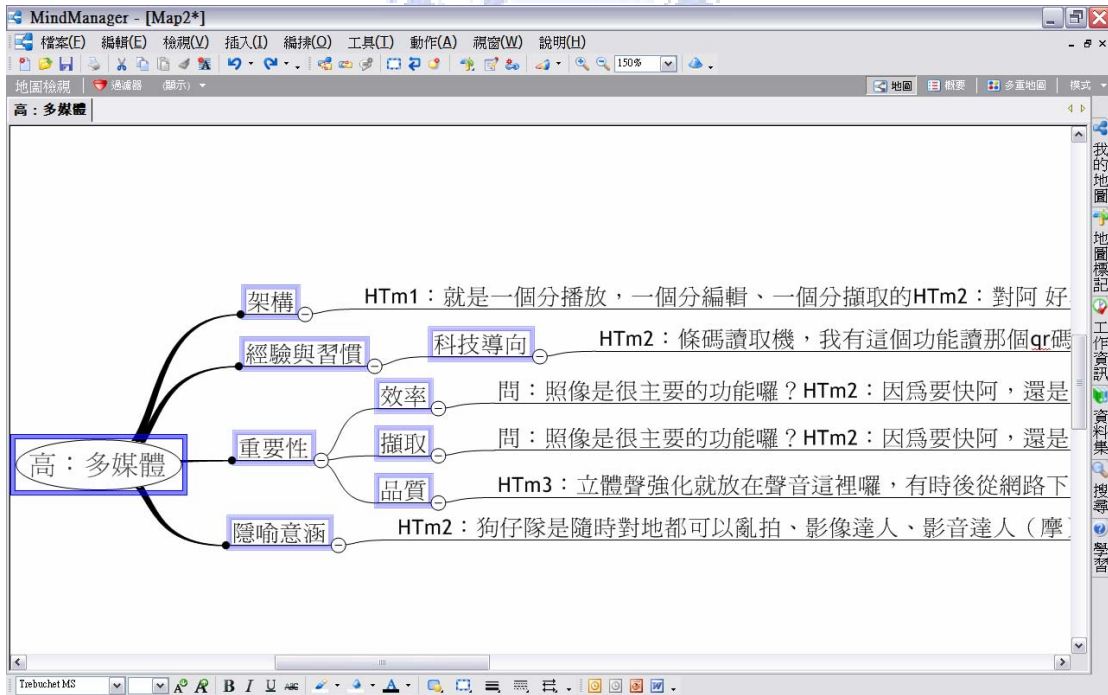 MindManager - [Map2*]
檔案(F) 編輯(E) 檢視(V) 插入(I) 編排(O) 工具(T) 動作(A) 視窗(W) 說明(H)
150%
地圖檢視 過濾器 (顯示) 地圖 概要 多重地圖 模式
高：多媒體
我的地圖
地圖標記
工作資訊
資料集
搜尋
學習
架構
HTm1：就是一個分播放，一個分編輯、一個分擷取的HTm2：對阿 好
經驗與習慣
科技導向
HTm2：條碼讀取機，我有這個功能讀那個qr碼
重要性
效率
問：照像是很主要的功能囉？HTm2：因為要快阿，還是
擷取
問：照像是很主要的功能囉？HTm2：因為要快阿，還是
品質
HTm3：立體聲強化就放在聲音這裡囉，有時後從網路下
高：多媒體
隱喻意涵
HTm2：狗仔隊是隨時對地都可以亂拍、影像達人、影音達人（摩
Trebuchet MS B I U ABC A